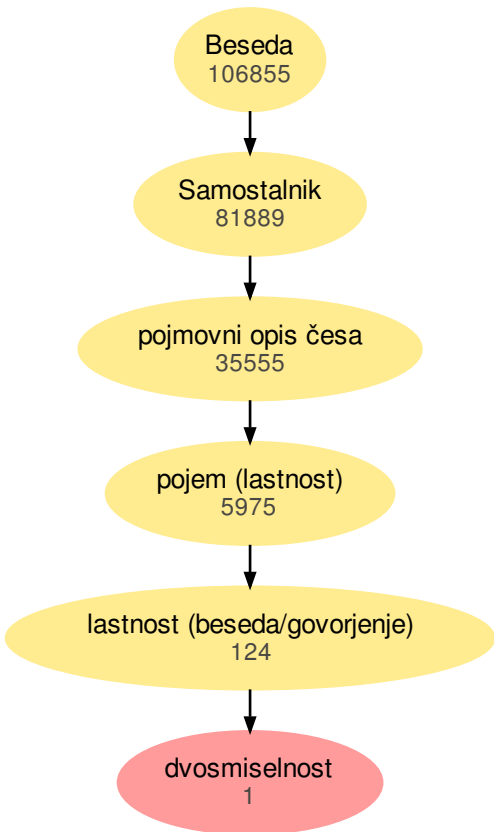 Beseda
106855
Samostalnik
81889
pojmovni opis česa
35555
pojem (lastnost)
5975
lastnost (beseda/govorjenje)
124
dvosmiselnost
1